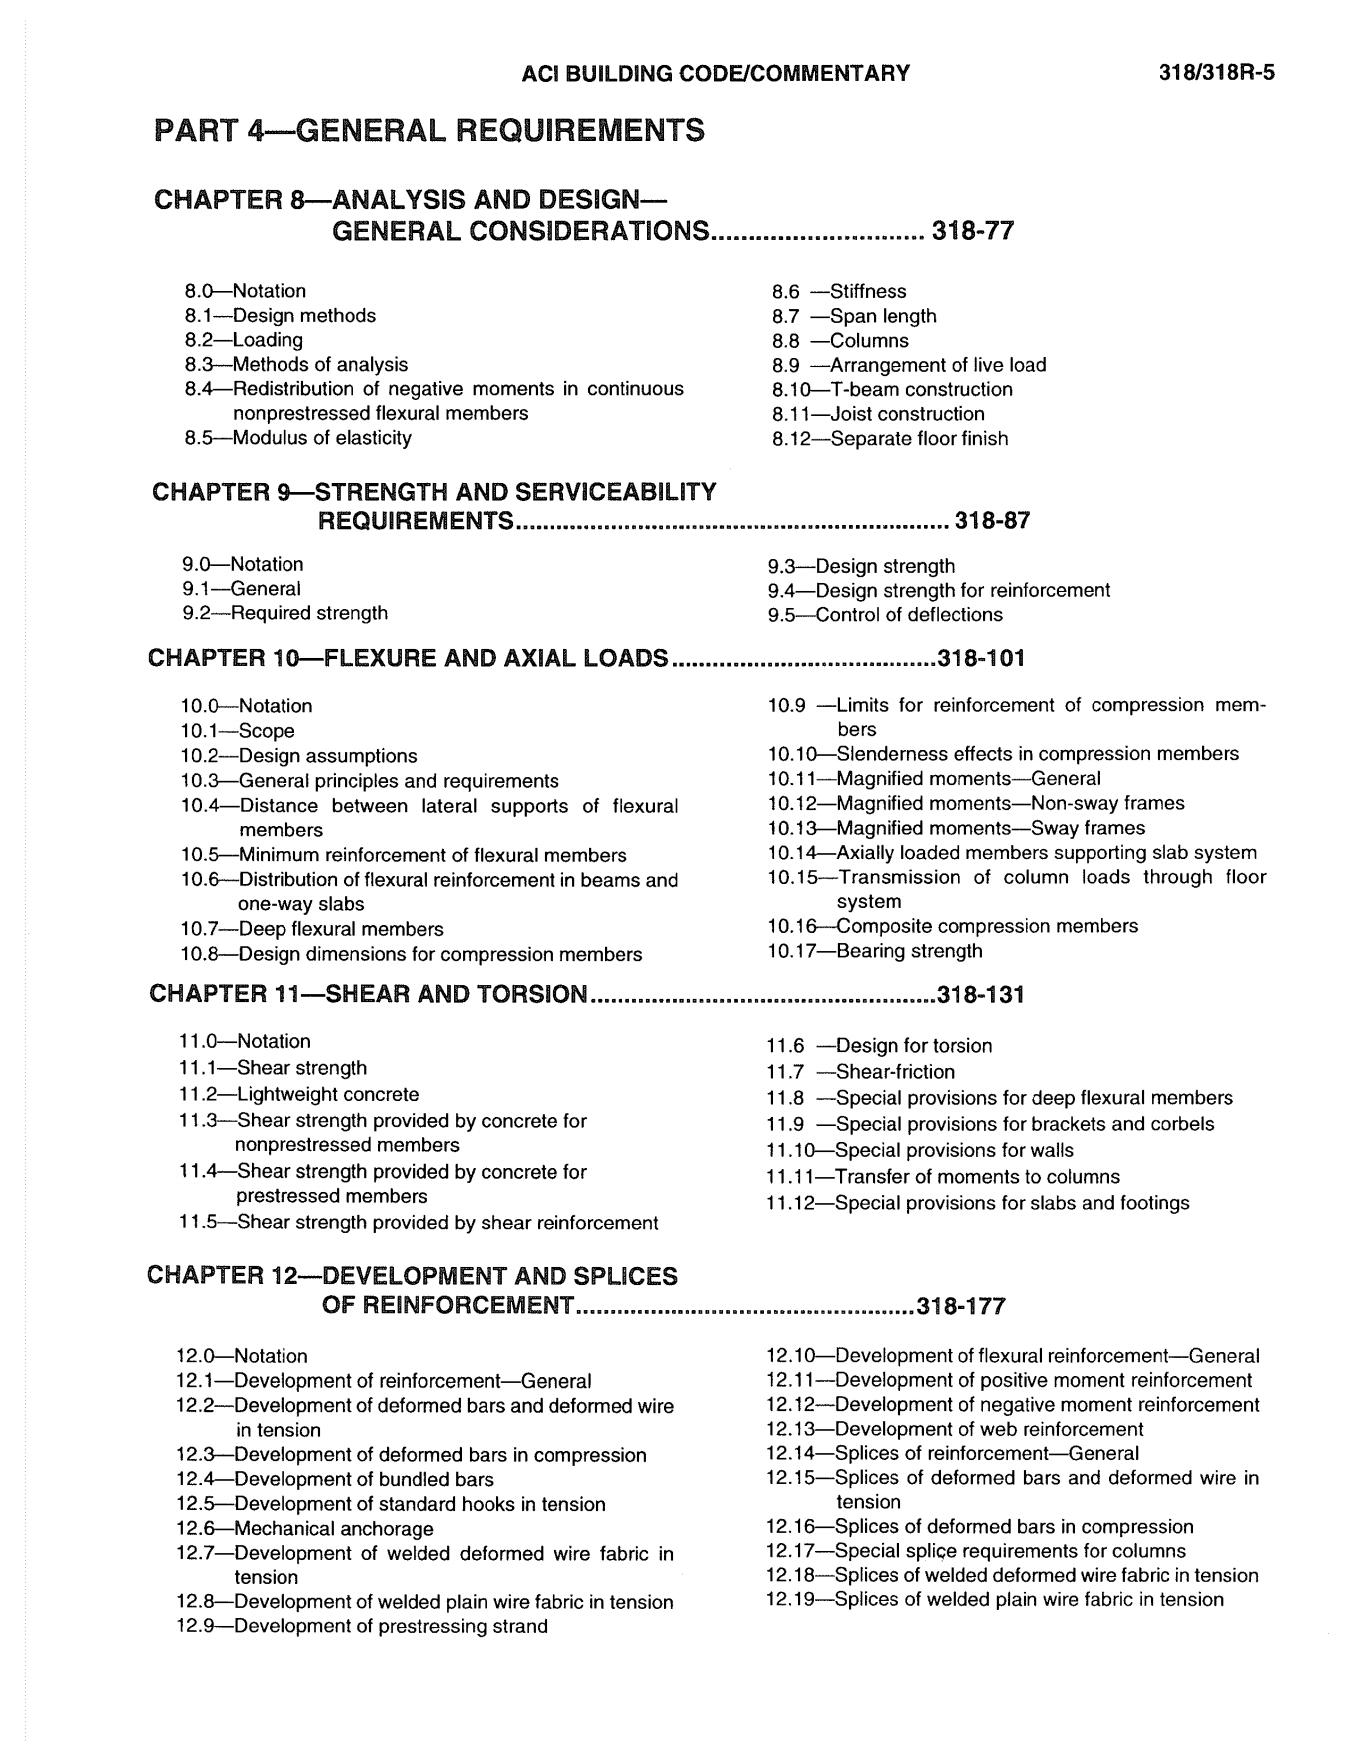 ACI BUILDING CODE/COMMENTARY 318/318R-5
PART 4—GENERAL REQUIREMENTS
CHAPTER 8—ANALYSIS AND DESIGN—
GENERAL CONSIDERATIONS............................ 318-77
8.0—Notation
8.1—Design methods
8.2—Loading
8.3—Methods of analysis
8.4—Redistribution of negative moments in continuous
nonprestressed flexural members
8.5—Modulus of elasticity
8.6 —Stiffness
8.7 —Span length
8.8 —Columns
8.9 —Arrangement of live load
8.10—T-beam construction
8.11—Joist construction
8.12—Separate floor finish
CHAPTER 9—STRENGTH AND SERVICEABILITY
REQUIREMENTS................................................................ 318-87
9.0—Notation
9.1—General
9.2—Required strength
9.3—Design strength
9.4—Design strength for reinforcement
9.5—Control of deflections
CHAPTER 10—FLEXURE AND AXIAL LOADS.......................................318-101
10.0—Notation
10.1—Scope
10.2—Design assumptions
10.3—General principles and requirements
10.4—Distance between lateral supports of flexural
members
10.5—Minimum reinforcement of flexural members
10.6—Distribution of flexural reinforcement in beams and
one-way slabs
10.7—Deep flexural members
10.8—Design dimensions for compression members
10.9 —Limits for reinforcement of compression mem-
bers
10.10—Slenderness effects in compression members
10.11—Magnified moments—General
10.12—Magnified moments—Non-sway frames
10.13—Magnified moments—Sway frames
10.14—Axially loaded members supporting slab system
10.15—Transmission of column loads through floor
system
10.16—Composite compression members
10.17—Bearing strength
CHAPTER 11—SHEAR AND TORSION...................................................318-131
11.0—Notation
11.1—Shear strength
11.2—Lightweight concrete
11.3—Shear strength provided by concrete for
nonprestressed members
11.4—Shear strength provided by concrete for
prestressed members
11.5—Shear strength provided by shear reinforcement
11.6 —Design for torsion
11.7 —Shear-friction
11.8 —Special provisions for deep flexural members
11.9 —Special provisions for brackets and corbels
11.10—Special provisions for walls
11.11—Transfer of moments to columns
11.12—Special provisions for slabs and footings
CHAPTER 12—DEVELOPMENT AND SPLICES
OF REINFORCEMENT.................................................318-177
12.0—Notation
12.1—Development of reinforcement—General
12.2—Development of deformed bars and deformed wire
in tension
12.3—Development of deformed bars in compression
12.4—Development of bundled bars
12.5—Development of standard hooks in tension
12.6—Mechanical anchorage
12.7—Development of welded deformed wire fabric in
tension
12.8—Development of welded plain wire fabric in tension
12.9—Development of prestressing strand
12.10—Development of flexural reinforcement—General
12.11—Development of positive moment reinforcement
12.12—Development of negative moment reinforcement
12.13—Development of web reinforcement
12.14—Splices of reinforcement—General
12.15—Splices of deformed bars and deformed wire in
tension
12.16—Splices of deformed bars in compression
12.17—Special splice requirements for columns
12.18—Splices of welded deformed wire fabric in tension
12.19—Splices of welded plain wire fabric in tension